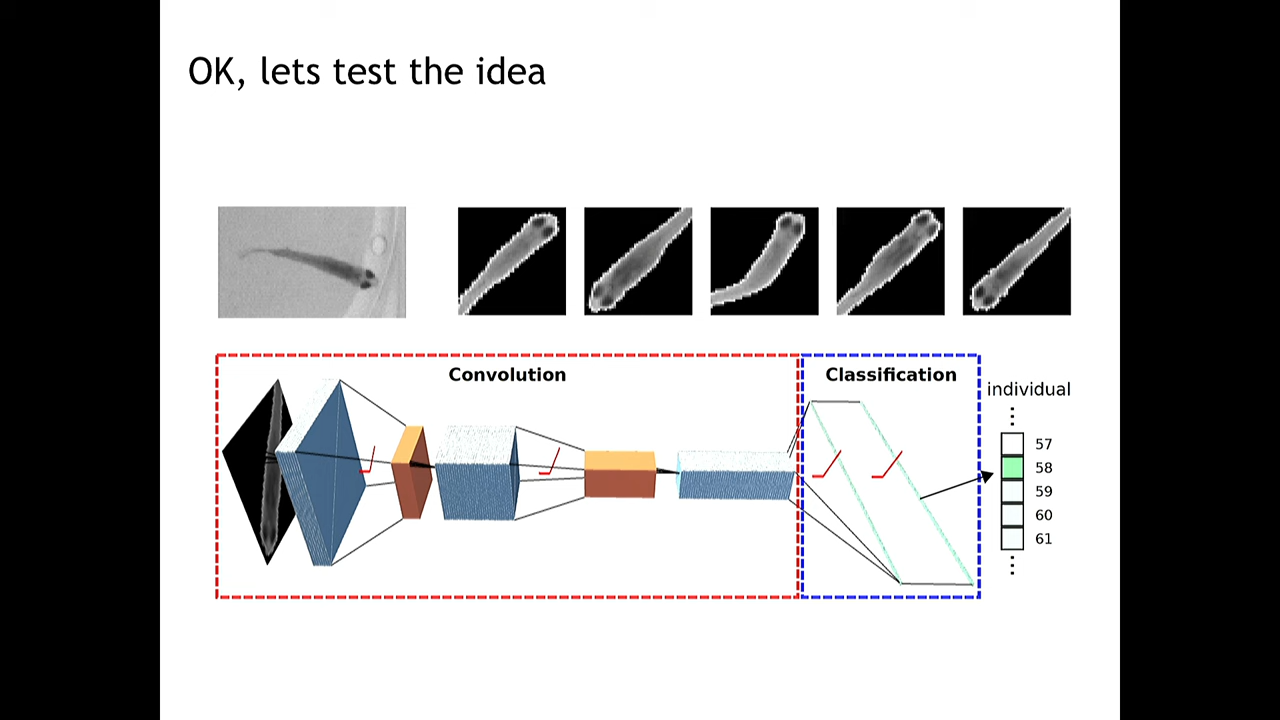 OK, lets test the idea
Convolution
Classification
individual
57
58
59
60
61